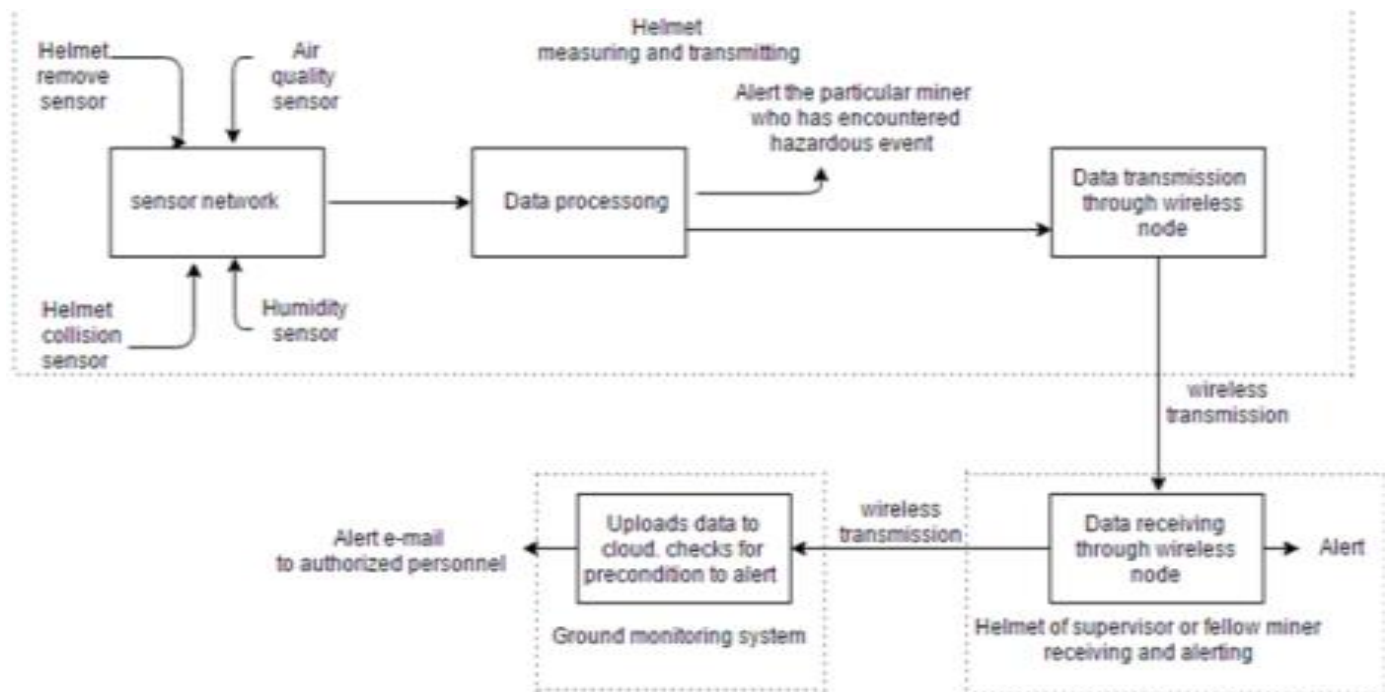 Helmet
measuring and transmitting
Helmet
remove
sensor
Air
quality
sensor
Alert the particular miner
who has encountered
hazardous event
sensor network
Data processong
Data transmission
through wireless
node
Helmet
collision
sensor
Humidity
sensor
wireless
transmission
Alert e-mail
to authorized personnel
Uploads data to
cloud. checks for
precondition to alert
wireless
transmission
Data receiving
through wireless
node
Alert
Ground monitoring system
Helmet of supervisor or fellow miner
receiving and alerting